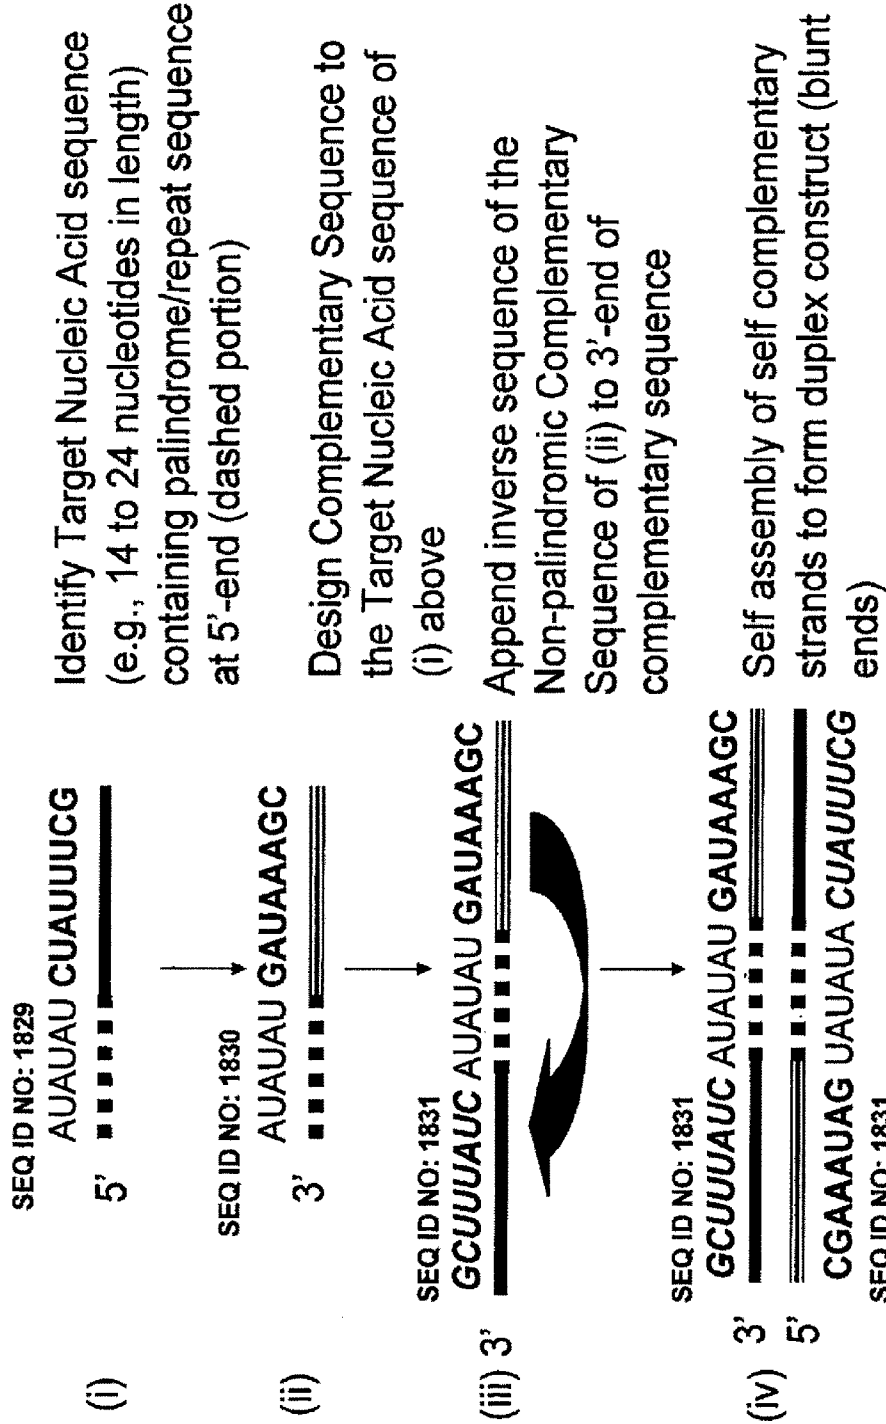 (i)
SEQ ID NO: 1829
AUAUAU CUAUUUCG
5'
Identify Target Nucleic Acid sequence
(e.g., 14 to 24 nucleotides in length)
containing palindrome/repeat sequence
at 5'-end (dashed portion)
(ii)
SEQ ID NO: 1830
AUAUAU GAUAAAGC
3'
Design Complementary Sequence to
the Target Nucleic Acid sequence of
(i) above
(iii)
SEQ ID NO: 1831
GCUUUAUC AUAUAU GAUAAAGC
3'
Append inverse sequence of the
Non-palindromic Complementary
Sequence of (ii) to 3'-end of
complementary sequence
(iv)
SEQ ID NO: 1831
GCUUUAUC AUAUAU GAUAAAGC
3'
5'
CGAAAUAG UAUAUA CUAUUUCG
SEQ ID NO: 1831
Self assembly of self complementary
strands to form duplex construct (blunt
ends)